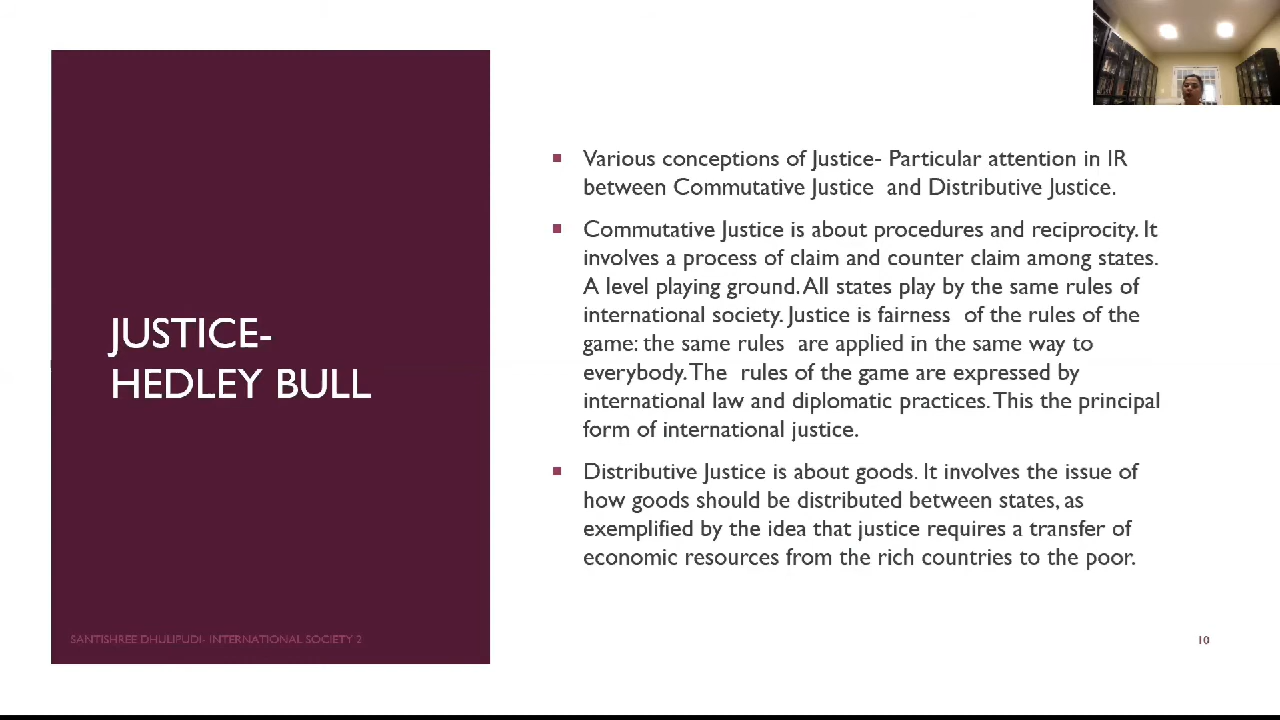 JUSTICE-
HEDLEY BULL
Various conceptions of Justice- Particular attention in IR
between Commutative Justice and Distributive Justice.
Commutative Justice is about procedures and reciprocity. It
involves a process of claim and counter claim among states.
A level playing ground. All states play by the same rules of
international society. Justice is fairness of the rules of the
game: the same rules are applied in the same way to
everybody. The rules of the game are expressed by
international law and diplomatic practices. This the principal
form of international justice.
Distributive Justice is about goods. It involves the issue of
how goods should be distributed between states, as
exemplified by the idea that justice requires a transfer of
economic resources from the rich countries to the poor.
SANTISHREE DHULIPUDI- INTERNATIONAL SOCIETY 2
10